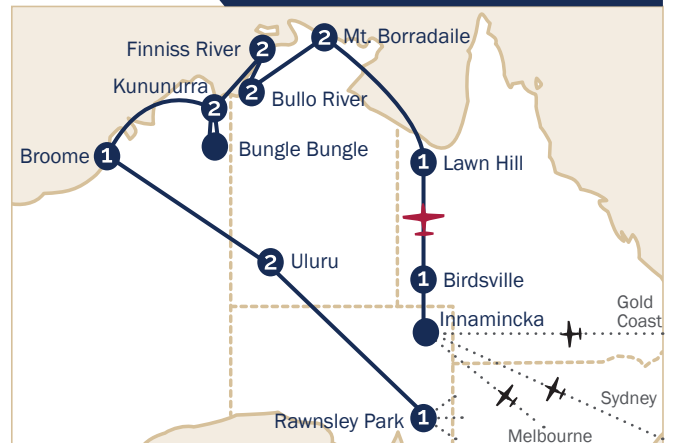 Finniss River
2
2
Mt. Borradaile
Kununurra
2
2
Bullo River
Broome
1
Bungle Bungle
1
Lawn Hill
2
Uluru
1
Birdsville
Innamincka
Gold
Coast
Sydney
Rawnsley Park
1
Melbourne